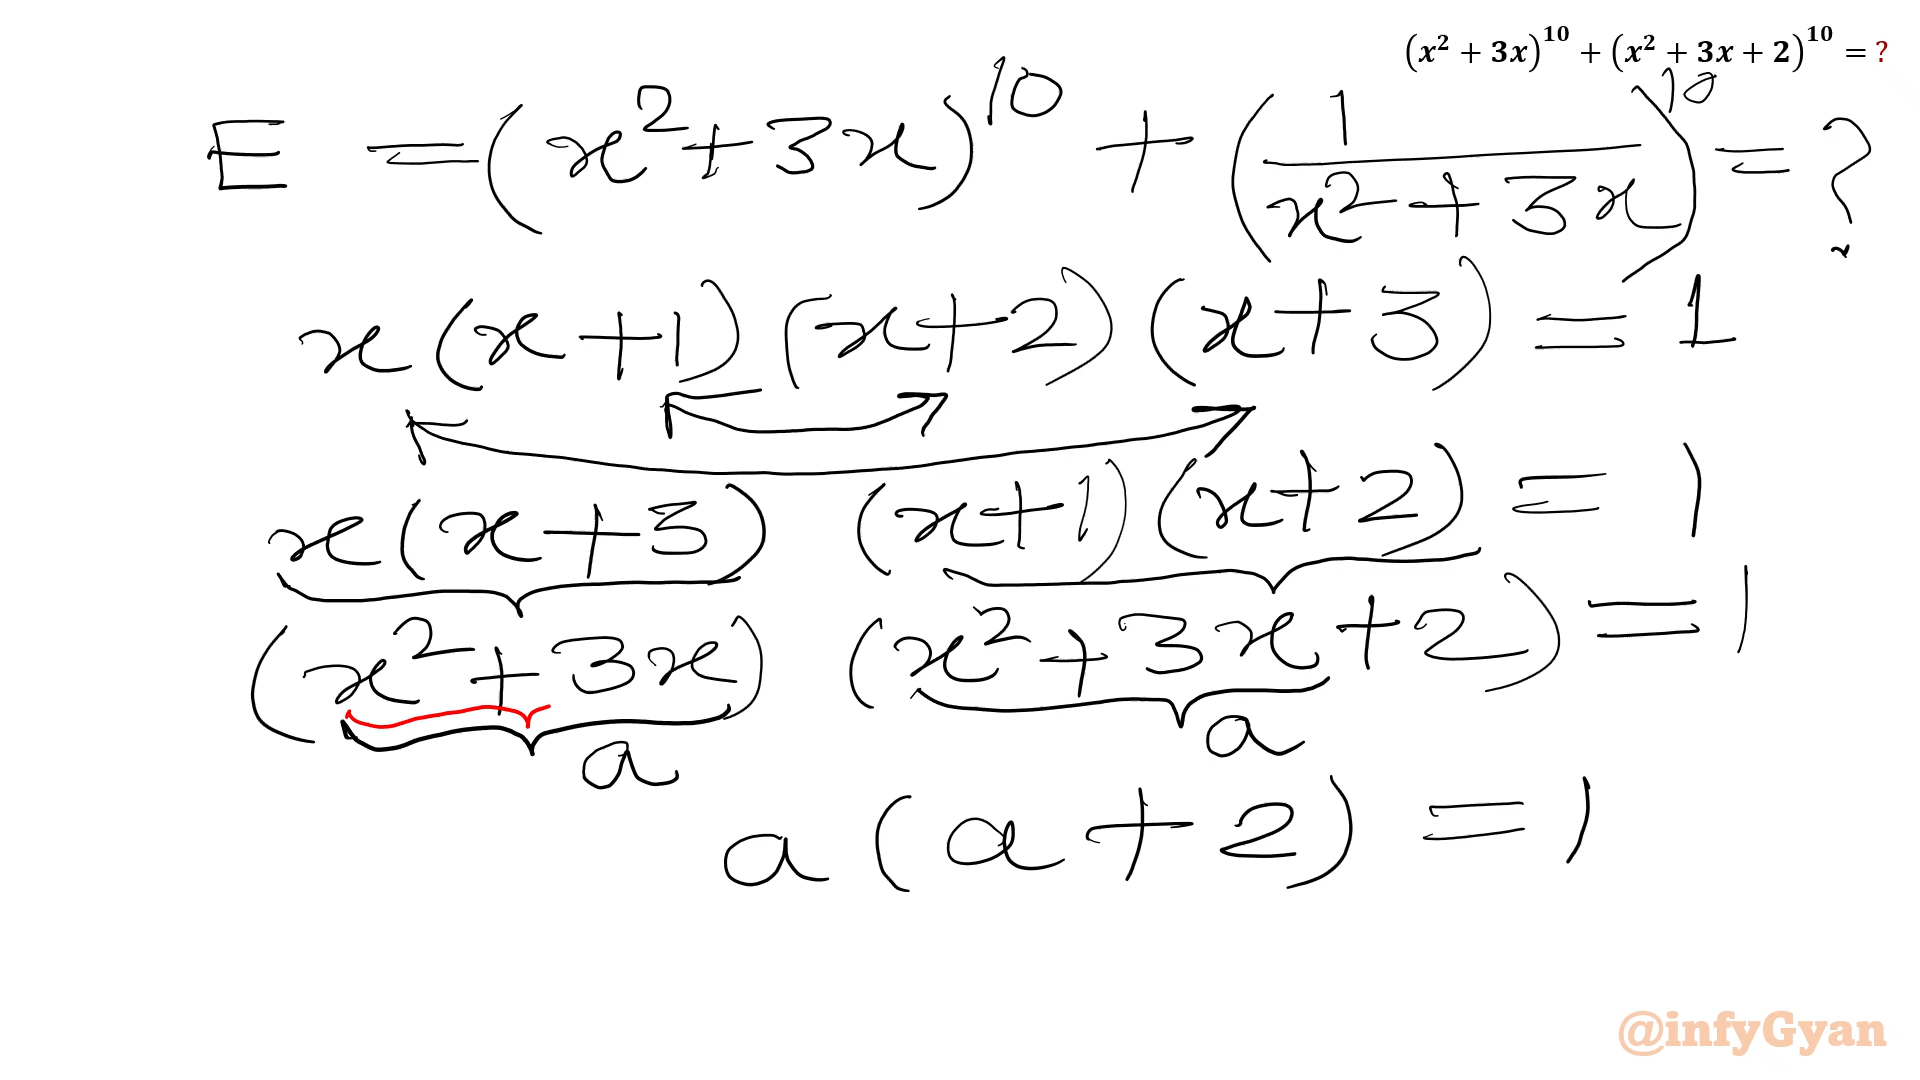 (x² + 3x)¹⁰ + (x² + 3x + 2)¹⁰ = ?
E = (x² + 3x)¹⁰ + (1/(x² + 3x))¹⁰ = ?
x(x + 1)(x + 2)(x + 3) = 1
x(x + 3) (x + 1)(x + 2) = 1
(x² + 3x) (x² + 3x + 2) = 1
a a
a(a + 2) = 1
@infyGyan